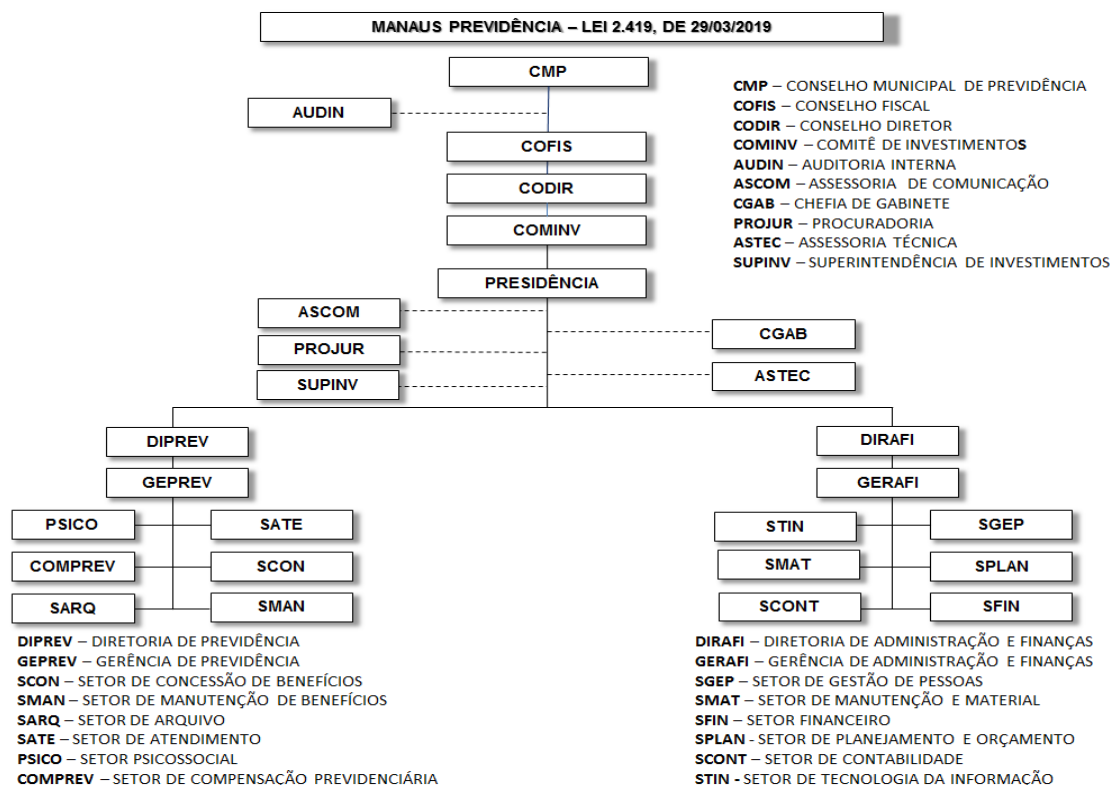 MANAUS PREVIDÊNCIA – LEI 2.419, DE 29/03/2019
CMP
AUDIN
COFIS
CODIR
COMINV
PRESIDÊNCIA
CMP – CONSELHO MUNICIPAL DE PREVIDÊNCIA
COFIS – CONSELHO FISCAL
CODIR – CONSELHO DIRETOR
COMINV – COMITÊ DE INVESTIMENTOS
AUDIN – AUDITORIA INTERNA
ASCOM – ASSESSORIA DE COMUNICAÇÃO
CGAB – CHEFIA DE GABINETE
PROJUR – PROCURADORIA
ASTEC – ASSESSORIA TÉCNICA
SUPINV – SUPERINTENDÊNCIA DE INVESTIMENTOS
ASCOM
PROJUR
SUPINV
CGAB
ASTEC
DIPREV
GEPREV
PSICO
SATE
COMPREV
SCON
SARQ
SMAN
DIRAFI
GERAFI
STIN
SGEP
SMAT
SPLAN
SCONT
SFIN
DIPREV – DIRETORIA DE PREVIDÊNCIA
GEPREV – GERÊNCIA DE PREVIDÊNCIA
SCON – SETOR DE CONCESSÃO DE BENEFÍCIOS
SMAN – SETOR DE MANUTENÇÃO DE BENEFÍCIOS
SARQ – SETOR DE ARQUIVO
SATE – SETOR DE ATENDIMENTO
PSICO – SETOR PSICOSSOCIAL
COMPREV – SETOR DE COMPENSAÇÃO PREVIDENCIÁRIA
DIRAFI – DIRETORIA DE ADMINISTRAÇÃO E FINANÇAS
GERAFI – GERÊNCIA DE ADMINISTRAÇÃO E FINANÇAS
SGEP – SETOR DE GESTÃO DE PESSOAS
SMAT – SETOR DE MANUTENÇÃO E MATERIAL
SFIN – SETOR FINANCEIRO
SPLAN - SETOR DE PLANEJAMENTO E ORÇAMENTO
SCONT – SETOR DE CONTABILIDADE
STIN - SETOR DE TECNOLOGIA DA INFORMAÇÃO